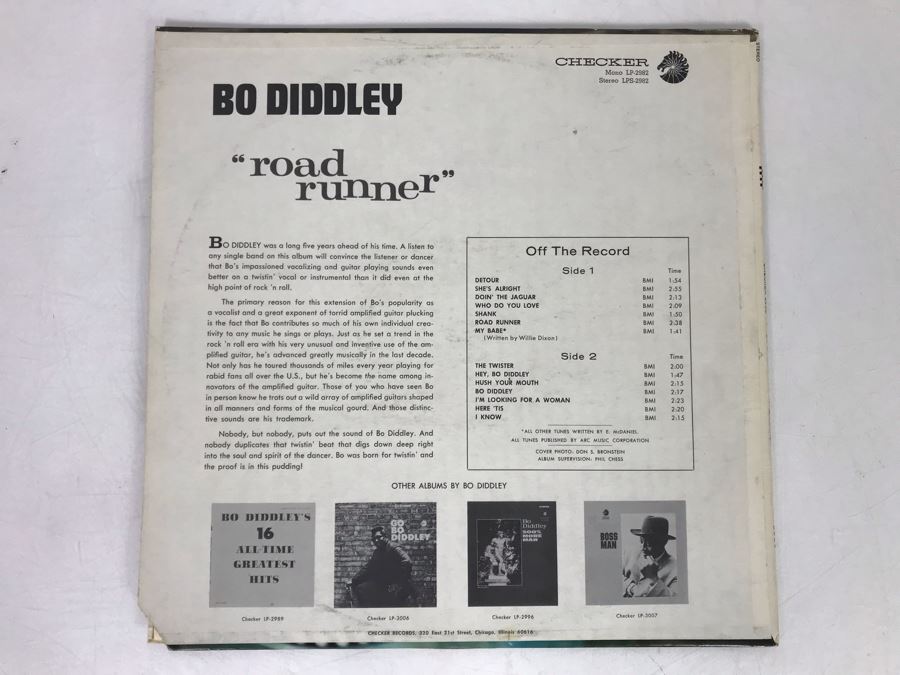 CHECKER
Mono LP-2982
Stereo LPS-2982
STEREO
BO DIDDLEY
"road
runner"
BO DIDDLEY was a long five years ahead of his time. A listen to
any single band on this album will convince the listener or dancer
that Bo's impassioned vocalizing and guitar playing sounds even
better on a twistin' vocal or instrumental than it did even at the
high point of rock 'n roll.
The primary reason for this extension of Bo's popularity as
a vocalist and a great exponent of torrid amplified guitar plucking
is the fact that Bo contributes so much of his own individual crea-
tivity to any music he sings or plays. Just as he set a trend in the
rock 'n roll era with his very unusual and inventive use of the am-
plified guitar, he's advanced greatly musically in the last decade.
Not only has he toured thousands of miles every year playing for
rabid fans all over the U.S., but he's become the name among in-
novators of the amplified guitar. Those of you who have seen Bo
in person know he trots out a wild array of amplified guitars shaped
in all manners and forms of the musical gourd. And those distinc-
tive sounds are his trademark.
Nobody, but nobody, puts out the sound of Bo Diddley. And
nobody duplicates that twistin' beat that digs down deep right
into the soul and spirit of the dancer. Bo was born for twistin' and
the proof is in this pudding!
Off The Record
Side 1 Time
DETOUR BMI 1:54
SHE'S ALRIGHT BMI 2:55
DOIN' THE JAGUAR BMI 2:13
WHO DO YOU LOVE BMI 2.09
SHANK BMI 1:50
ROAD RUNNER BMI 2:38
MY BABE* BMI 1:41
(Written by Willie Dixon)
Side 2 Time
THE TWISTER BMI 2:00
HEY, BO DIDDLEY BMI 1:47
HUSH YOUR MOUTH BMI 2:15
BO DIDDLEY BMI 2:17
I'M LOOKING FOR A WOMAN BMI 2:23
HERE 'TIS BMI 2:20
I KNOW BMI 2:15
*ALL OTHER TUNES WRITTEN BY E. McDANIEL
ALL TUNES PUBLISHED BY ARC MUSIC CORPORATION
COVER PHOTO: DON S. BRONSTEIN
ALBUM SUPERVISION: PHIL CHESS
OTHER ALBUMS BY BO DIDDLEY
BO DIDDLEY'S
16
ALL-TIME
GREATEST
HITS
GO
BO
DIDDLEY
Bo
Diddley
500%
MORE
MAN
BOSS
MAN
Checker LP-2989
Checker LP-3006
Checker LP-2996
Checker LP-3007
CHECKER RECORDS, 320 East 21st Street, Chicago, Illinois 60616